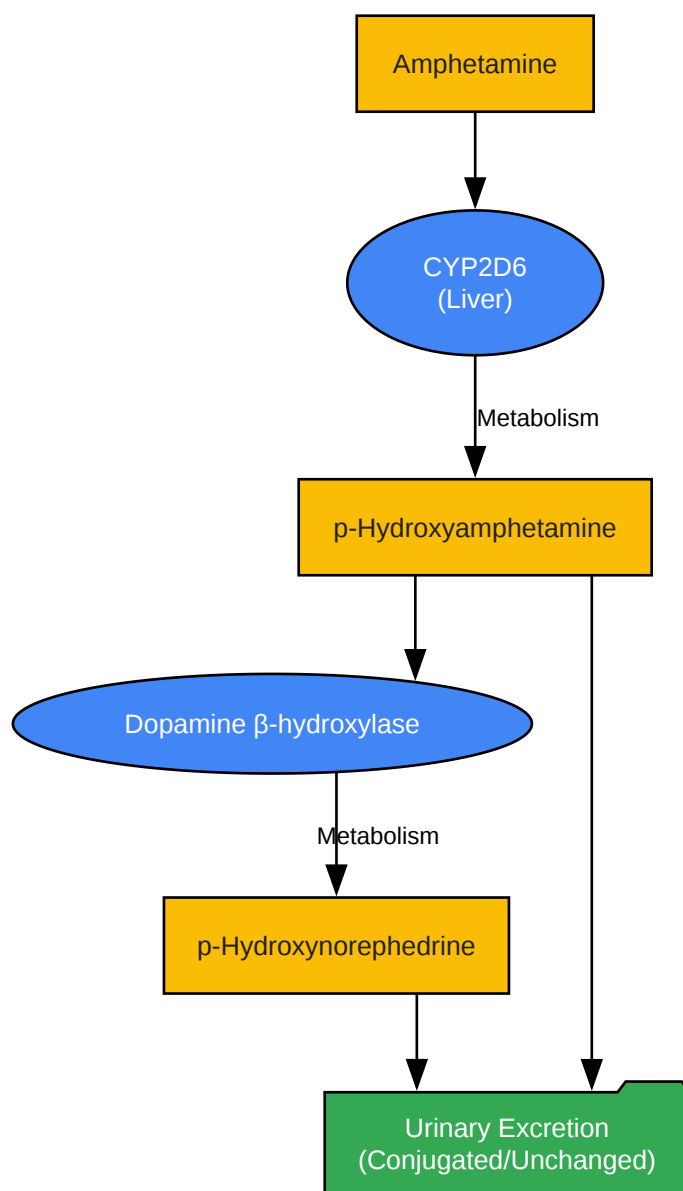 Amphetamine
CYP2D6
(Liver)
Metabolism
p-Hydroxyamphetamine
Dopamine β-hydroxylase
Metabolism
p-Hydroxynorephedrine
Urinary Excretion
(Conjugated/Unchanged)